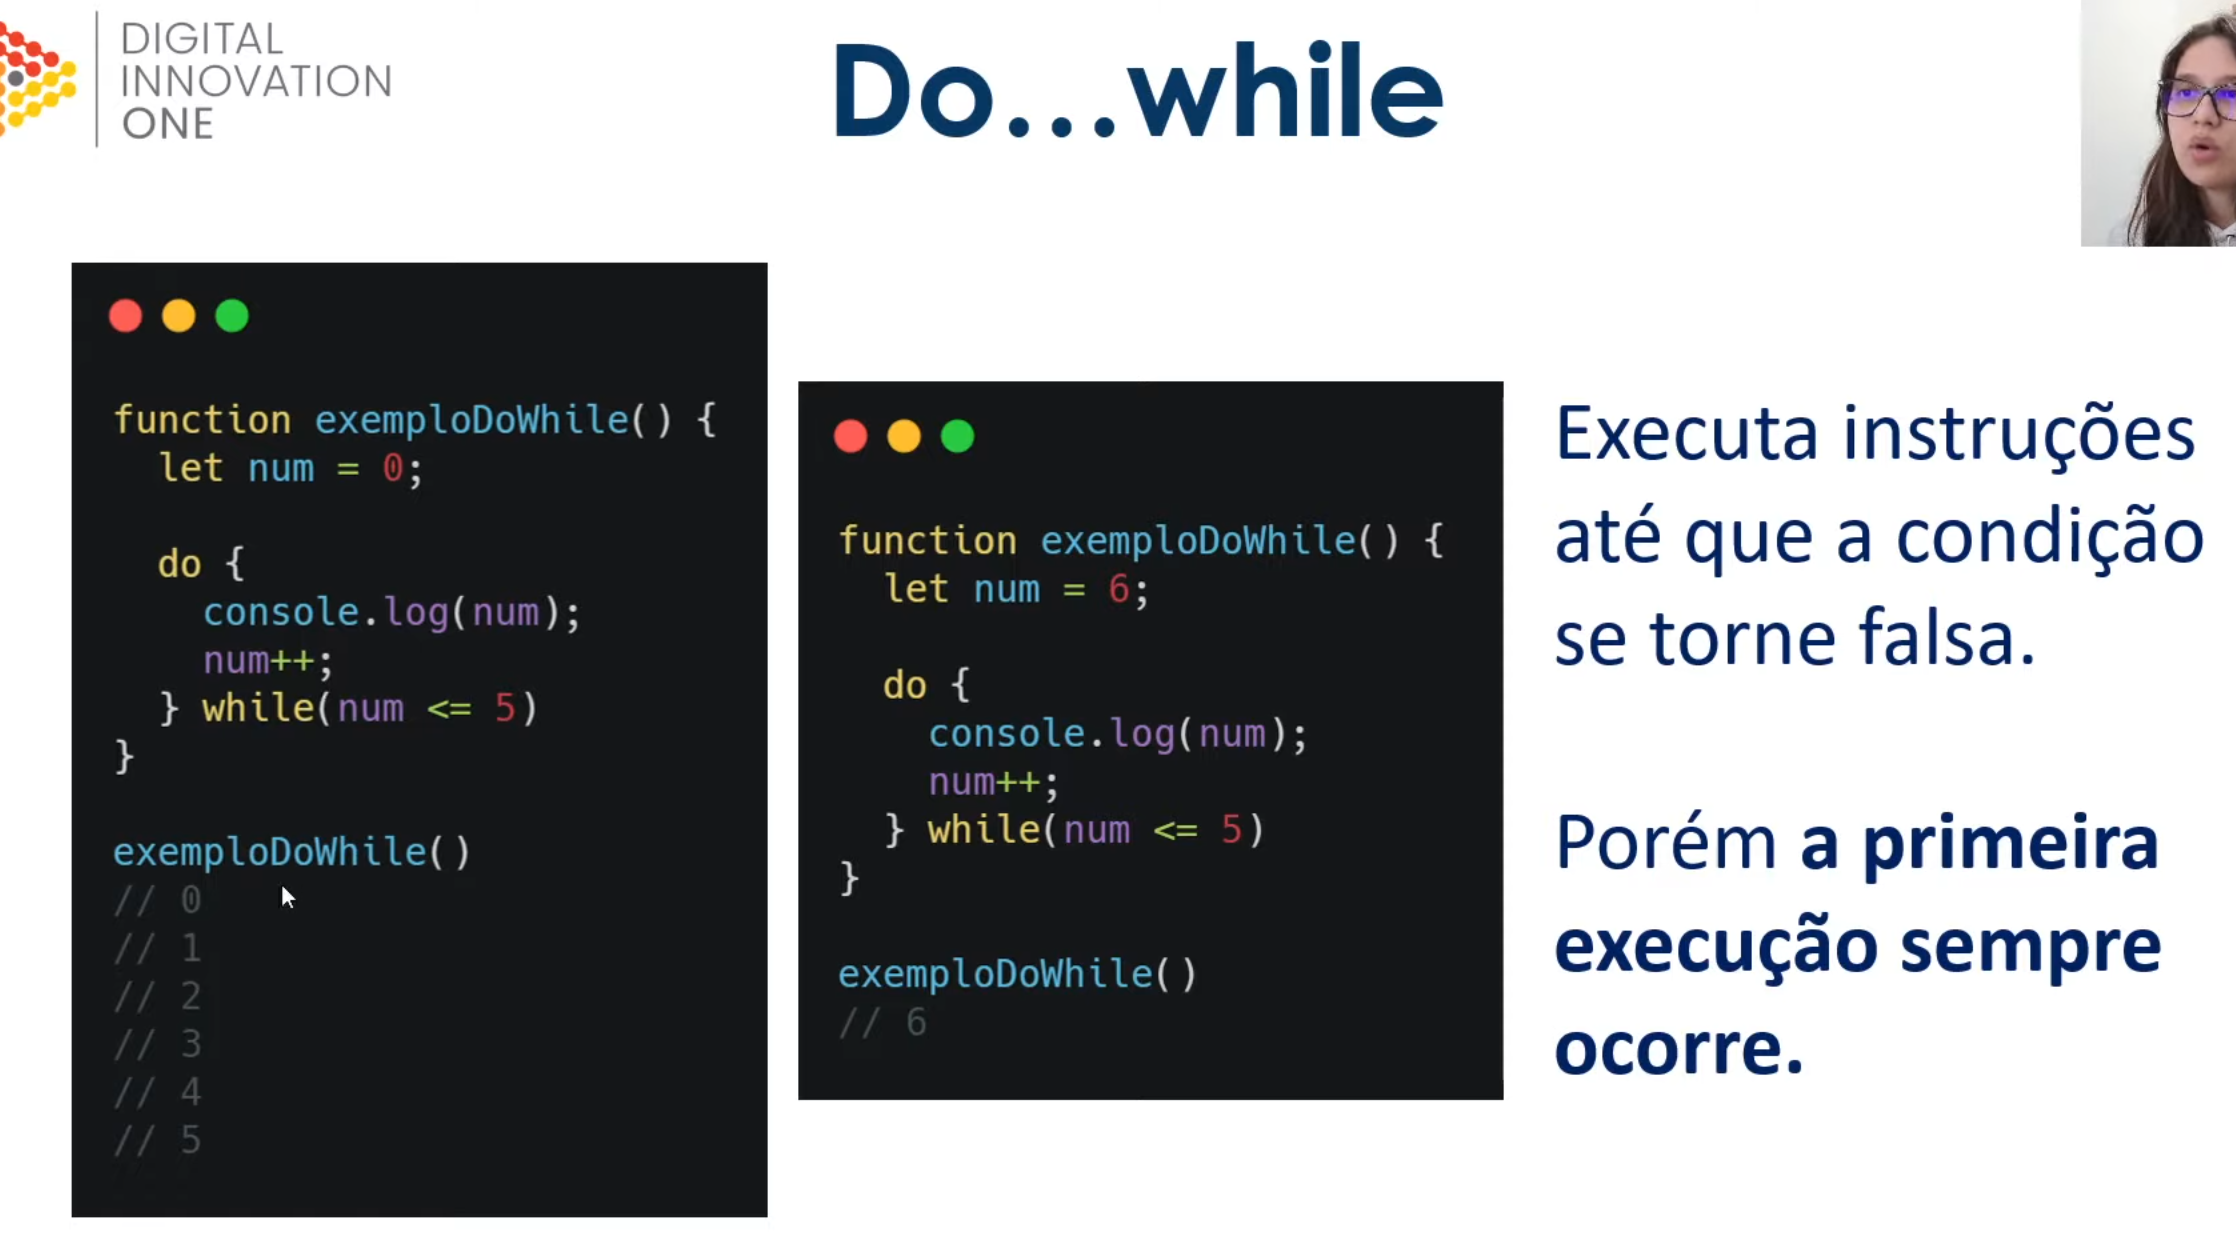 DIGITAL
INNOVATION
ONE
Do...while
function exemploDoWhile() {
  let num = 0;
  do {
    console.log(num);
    num++;
  } while(num <= 5)
}
exemploDoWhile()
// 0
// 1
// 2
// 3
// 4
// 5
function exemploDoWhile() {
  let num = 6;
  do {
    console.log(num);
    num++;
  } while(num <= 5)
}
exemploDoWhile()
// 6
Executa instruções
até que a condição
se torne falsa.
Porém a primeira
execução sempre
ocorre.